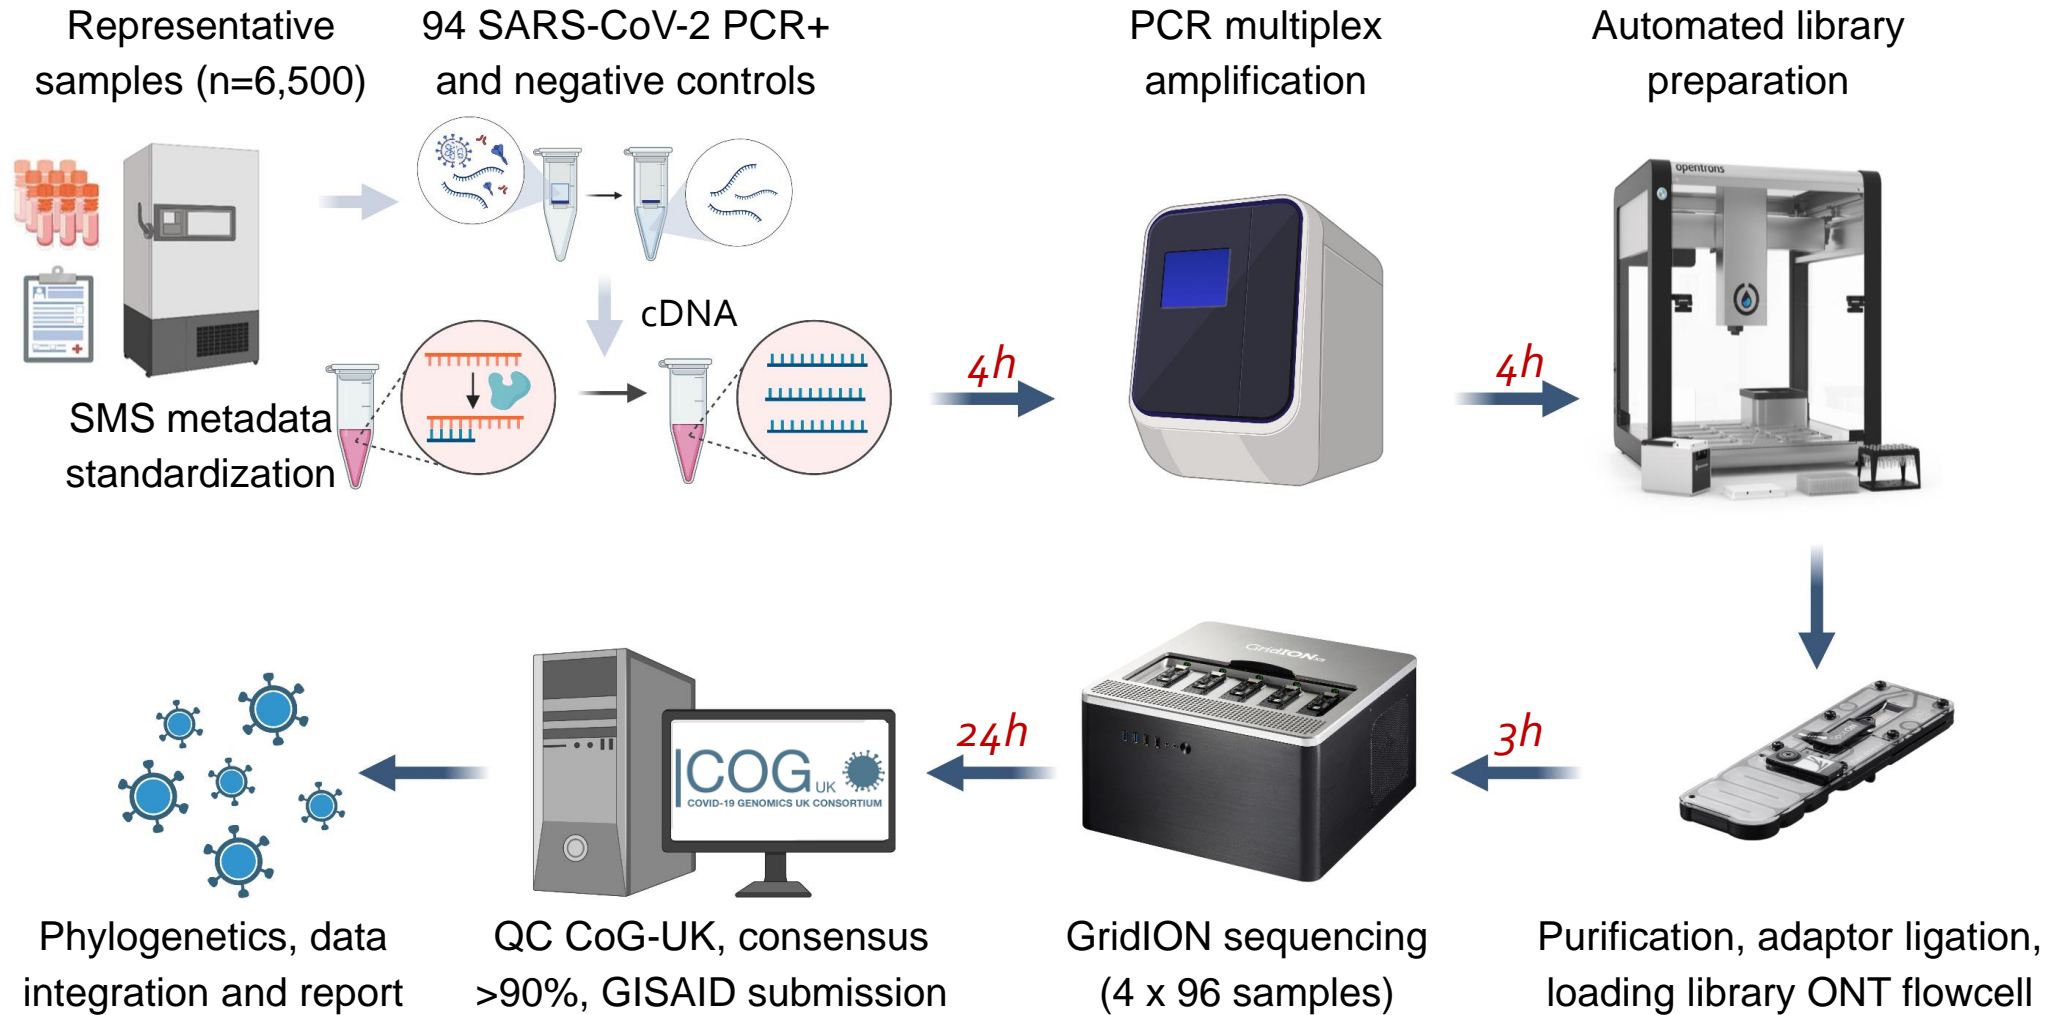 Representative
samples (n=6,500)
94 SARS-CoV-2 PCR+
and negative controls
PCR multiplex
amplification
Automated library
preparation
opentrons
cDNA
4h
4h
SMS metadata
standardization
GridION
24h
3h
COG UK
COVID-19 GENOMICS UK CONSORTIUM
Phylogenetics, data
integration and report
QC CoG-UK, consensus
>90%, GISAID submission
GridION sequencing
(4 x 96 samples)
Purification, adaptor ligation,
loading library ONT flowcell